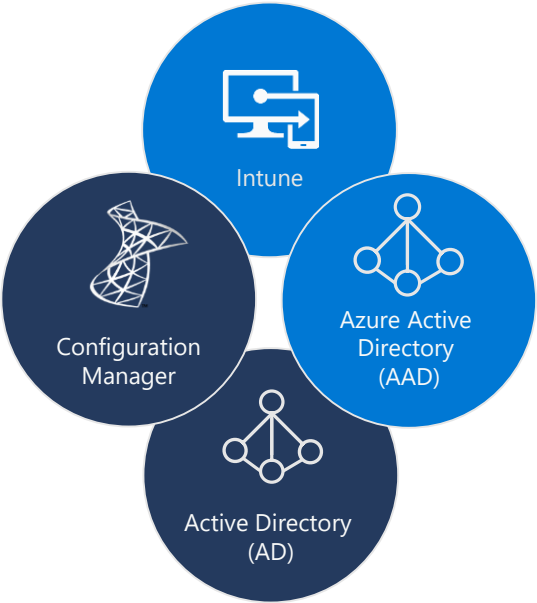 Intune
Configuration
Manager
Azure Active
Directory
(AAD)
Active Directory
(AD)